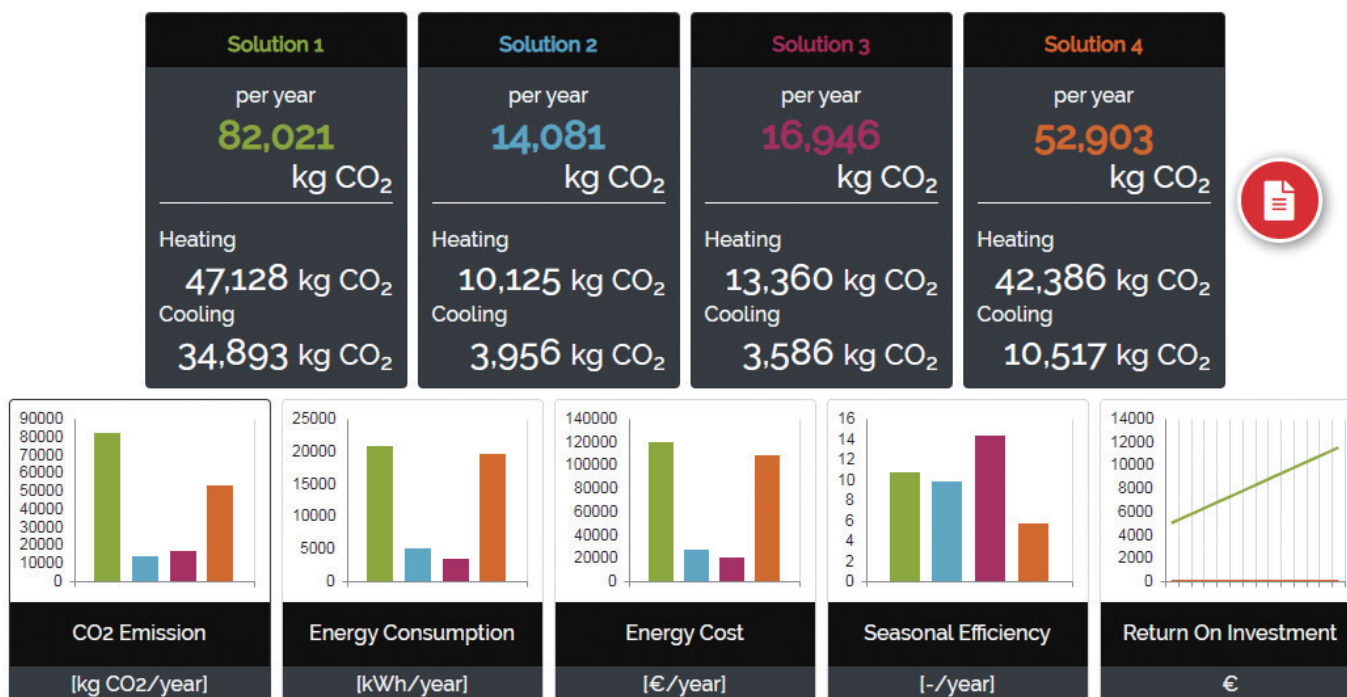 Solution 1
per year
82,021
kg CO₂
Heating
47,128 kg CO₂
Cooling
34,893 kg CO₂
Solution 2
per year
14,081
kg CO₂
Heating
10,125 kg CO₂
Cooling
3,956 kg CO₂
Solution 3
per year
16,946
kg CO₂
Heating
13,360 kg CO₂
Cooling
3,586 kg CO₂
Solution 4
per year
52,903
kg CO₂
Heating
42,386 kg CO₂
Cooling
10,517 kg CO₂
90000
80000
70000
60000
50000
40000
30000
20000
10000
0
CO2 Emission
[kg CO2/year]
25000
20000
15000
10000
5000
0
Energy Consumption
[kWh/year]
140000
120000
100000
80000
60000
40000
20000
0
Energy Cost
[€/year]
16
14
12
10
8
6
4
2
0
Seasonal Efficiency
[-/year]
14000
12000
10000
8000
6000
4000
2000
0
Return On Investment
€